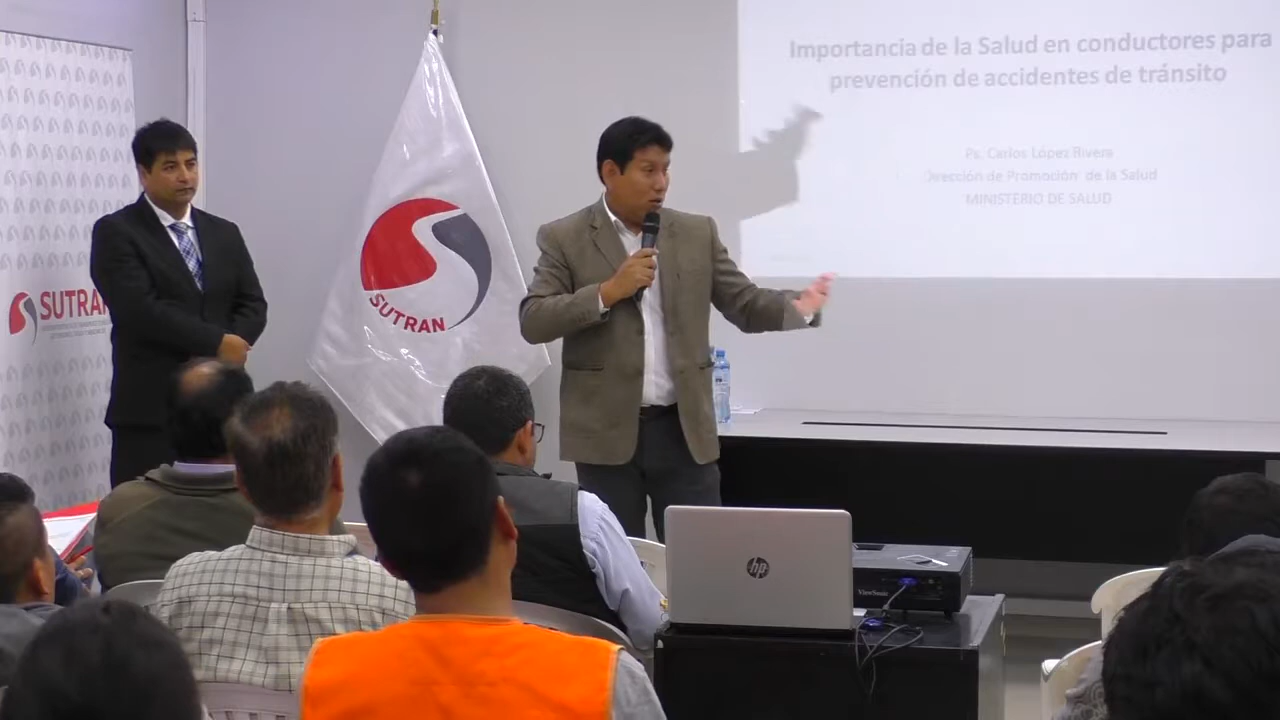 Importancia de la Salud en conductores para
prevención de accidentes de tránsito
Ps. Carlos López Rivera
Dirección de Promoción de la Salud
MINISTERIO DE SALUD
SUTRAN
SUTRAN
hp
ViewSonic